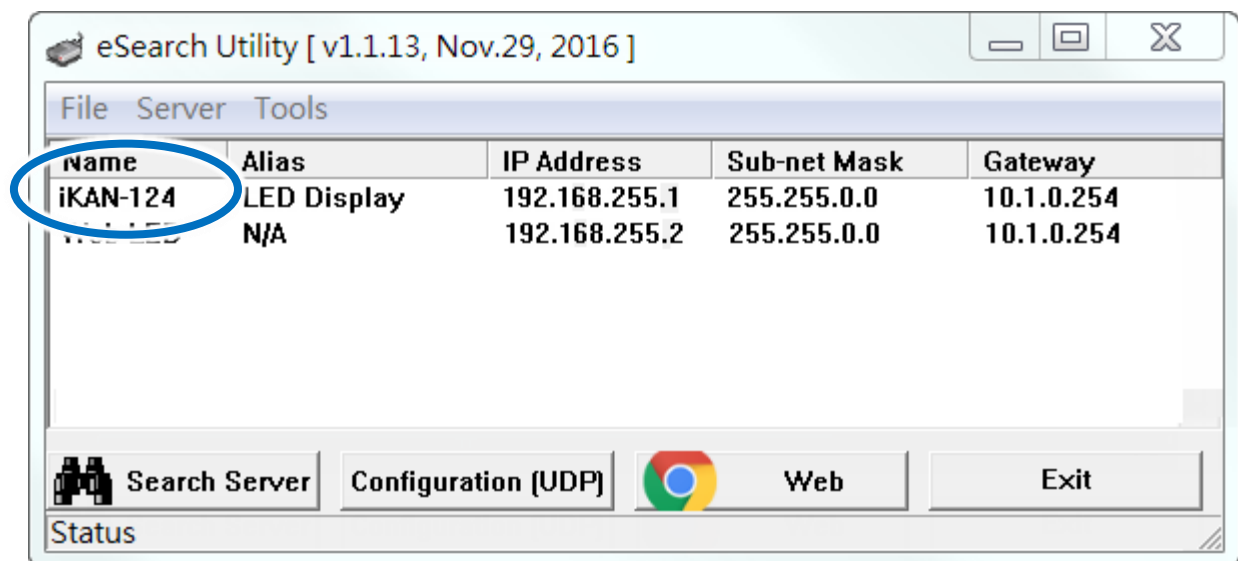 eSearch Utility [ v1.1.13, Nov.29, 2016 ]
File Server Tools
Name Alias IP Address Sub-net Mask Gateway
iKAN-124 LED Display 192.168.255.1 255.255.0.0 10.1.0.254
N/A 192.168.255.2 255.255.0.0 10.1.0.254
Search Server Configuration (UDP) Web Exit
Status